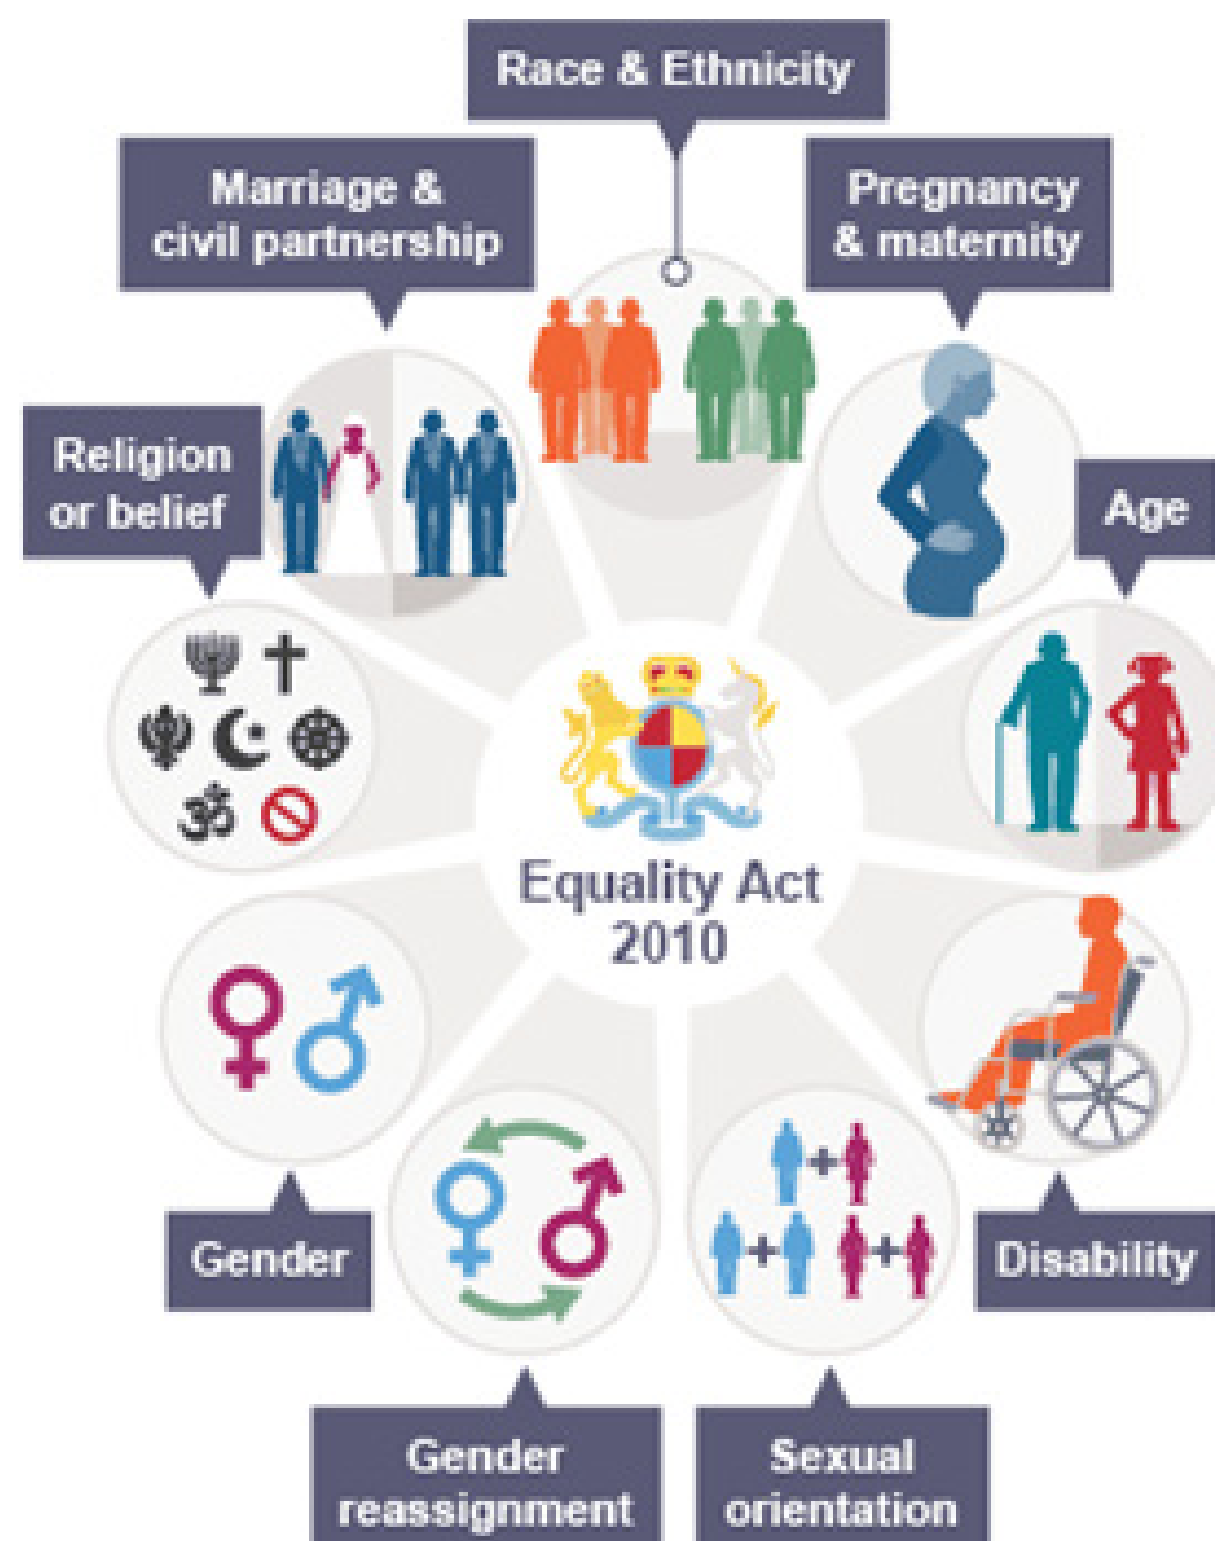 Race & Ethnicity
Marriage &
civil partnership
Pregnancy
& maternity
Religion
or belief
Age
Equality Act
2010
Gender
Disability
Gender
reassignment
Sexual
orientation